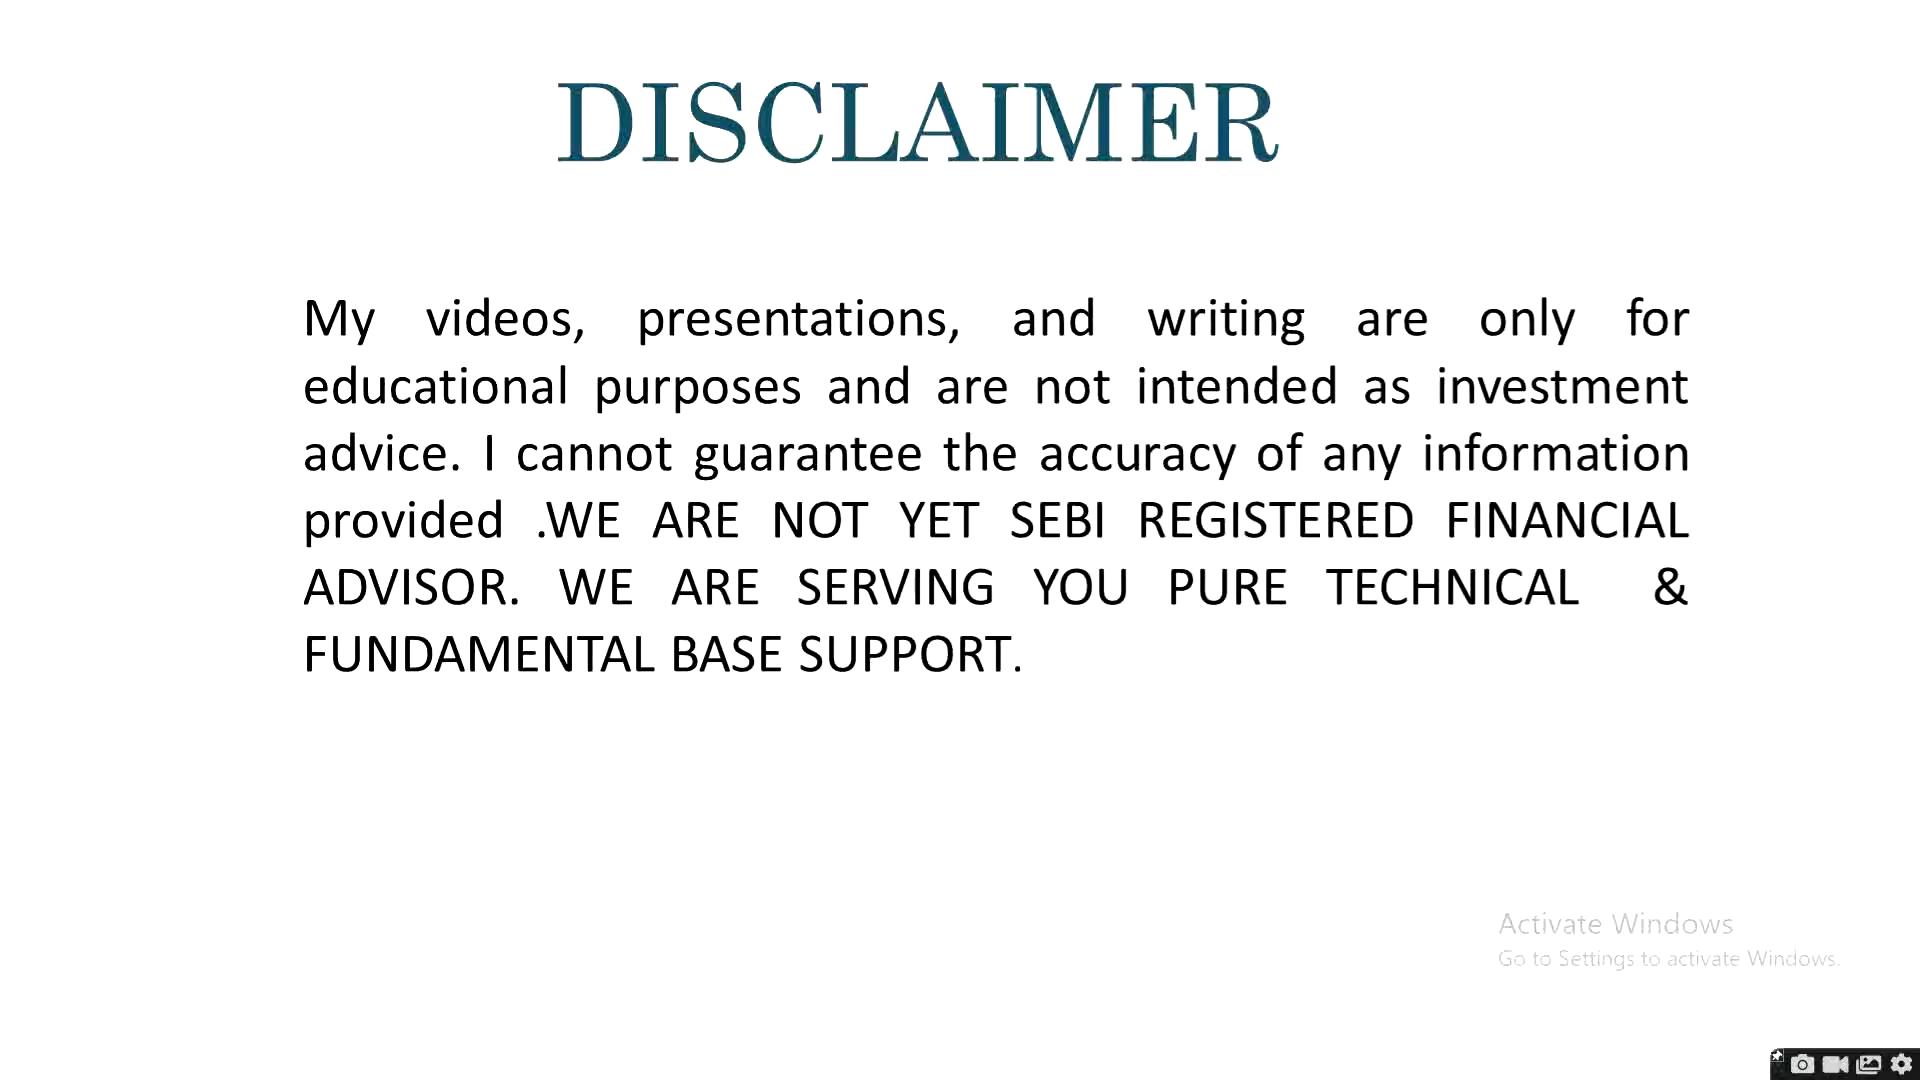 DISCLAIMER
My videos, presentations, and writing are only for
educational purposes and are not intended as investment
advice. I cannot guarantee the accuracy of any information
provided .WE ARE NOT YET SEBI REGISTERED FINANCIAL
ADVISOR. WE ARE SERVING YOU PURE TECHNICAL &
FUNDAMENTAL BASE SUPPORT.
Activate Windows
Go to Settings to activate Windows.